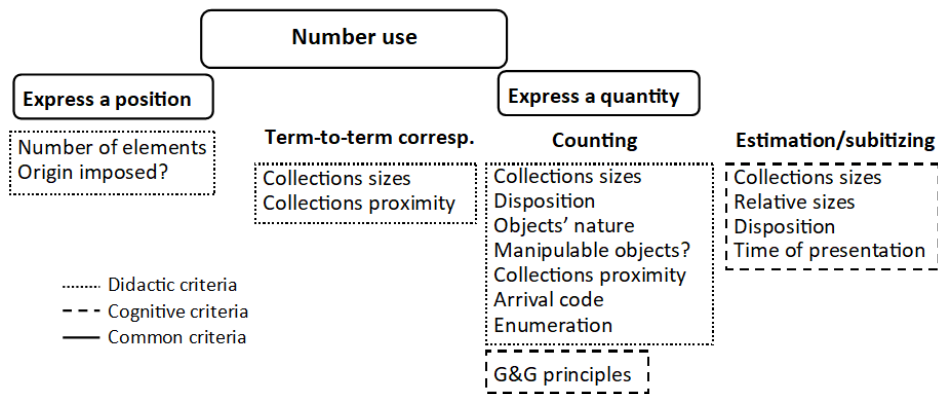 Number use
Express a position
Number of elements
Origin imposed?
Express a quantity
Term-to-term corresp.
Collections sizes
Collections proximity
Counting
Collections sizes
Disposition
Objects' nature
Manipulable objects?
Collections proximity
Arrival code
Enumeration
G&G principles
Estimation/subitizing
Collections sizes
Relative sizes
Disposition
Time of presentation
Didactic criteria
Cognitive criteria
Common criteria